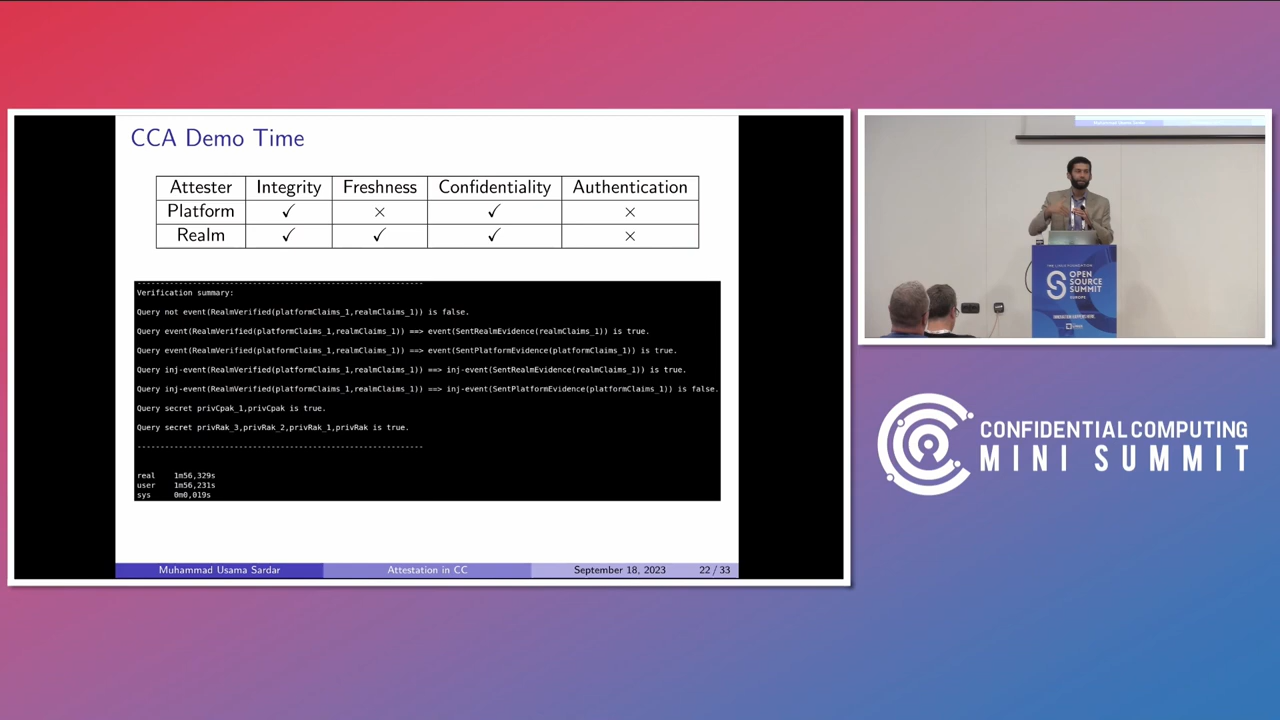 CCA Demo Time
Attester Integrity Freshness Confidentiality Authentication
Platform ✓ × ✓ ×
Realm ✓ ✓ ✓ ×
--------------------------------------------------------------
Verification summary:
Query not event(RealmVerified(platformClaims_1,realmClaims_1)) is false.
Query event(RealmVerified(platformClaims_1,realmClaims_1)) ==> event(SentRealmEvidence(realmClaims_1)) is true.
Query event(RealmVerified(platformClaims_1,realmClaims_1)) ==> event(SentPlatformEvidence(platformClaims_1)) is true.
Query inj-event(RealmVerified(platformClaims_1,realmClaims_1)) ==> inj-event(SentRealmEvidence(realmClaims_1)) is true.
Query inj-event(RealmVerified(platformClaims_1,realmClaims_1)) ==> inj-event(SentPlatformEvidence(platformClaims_1)) is false.
Query secret privCpak_1,privCpak is true.
Query secret privRak_3,privRak_2,privRak_1,privRak is true.
--------------------------------------------------------------
real 1m56,329s
user 1m56,231s
sys 0m0,019s
Muhammad Usama Sardar Attestation in CC September 18, 2023 22 / 33
THE LINUX FOUNDATION
OPEN
SOURCE
SUMMIT
EUROPE
CONFIDENTIAL COMPUTING
MINI SUMMIT